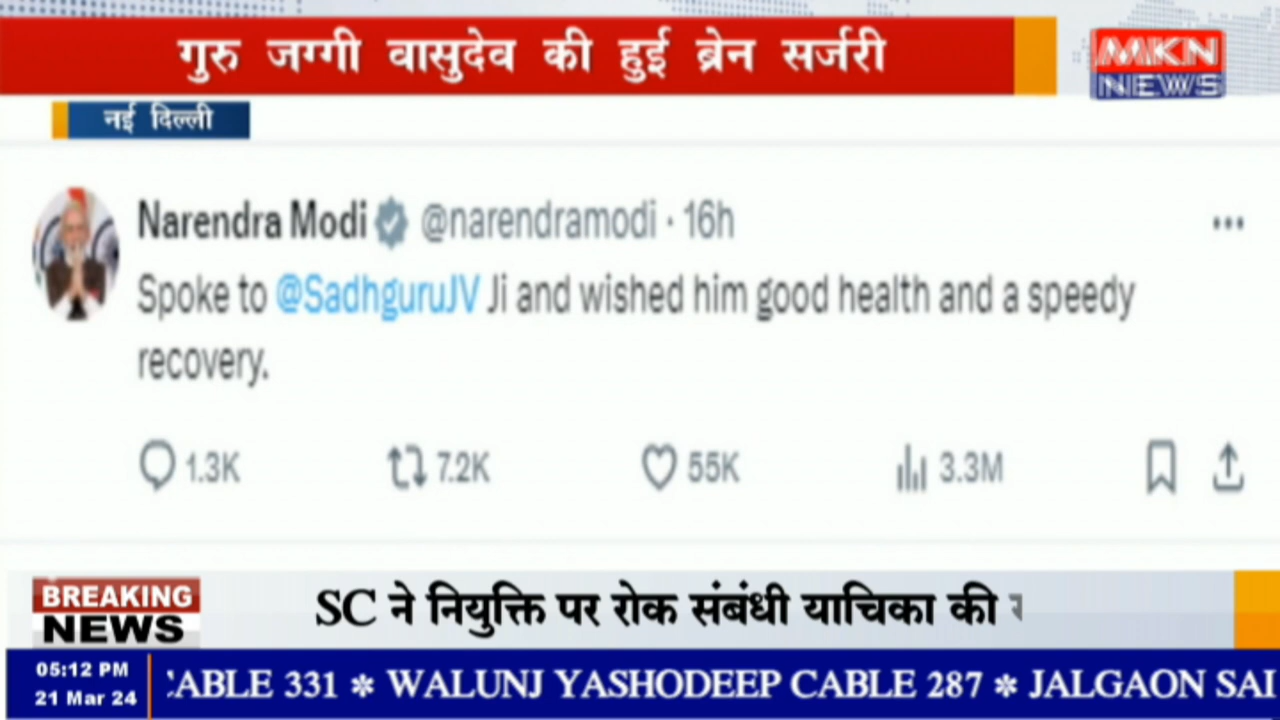 गुरु जग्गी वासुदेव की हुई ब्रेन सर्जरी
MKN
NEWS
नई दिल्ली
Narendra Modi @narendramodi · 16h
Spoke to @SadhguruJV Ji and wished him good health and a speedy
recovery.
1.3K 7.2K 55K 3.3M
BREAKING
NEWS
SC ने नियुक्ति पर रोक संबंधी याचिका की
05:12 PM
21 Mar 24
CABLE 331 * WALUNJ YASHODEEP CABLE 287 * JALGAON SAI